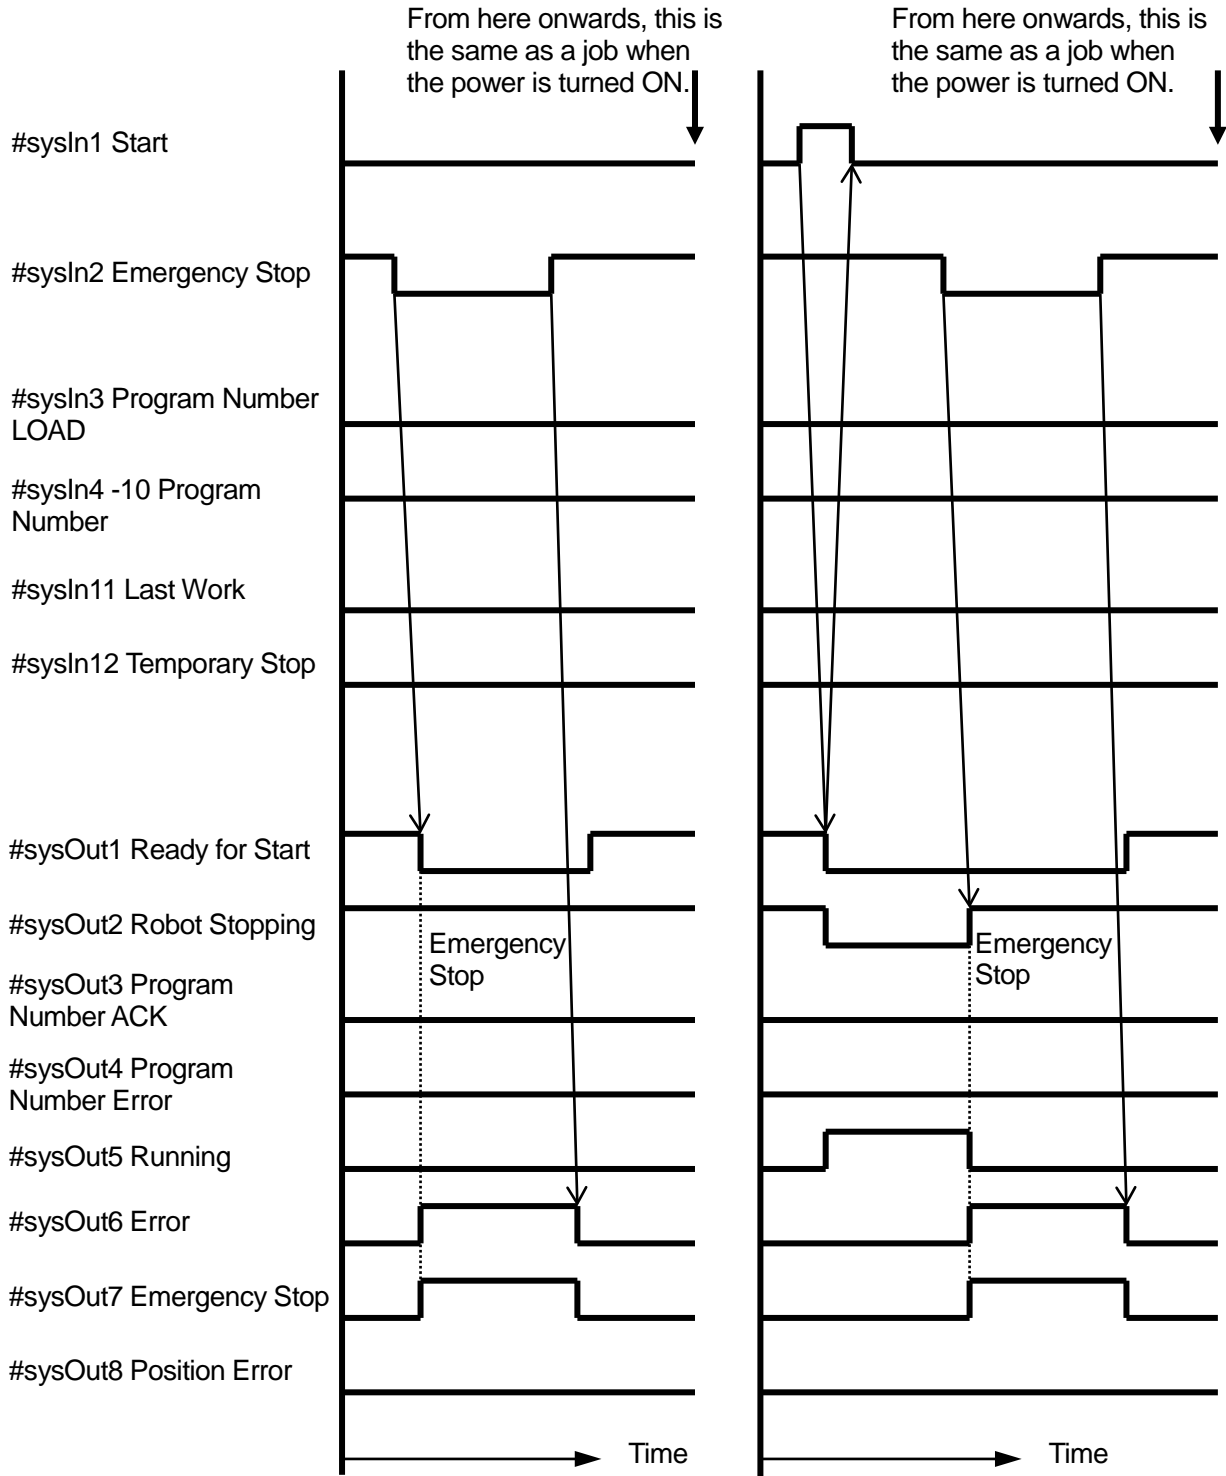 From here onwards, this is
the same as a job when
the power is turned ON.
From here onwards, this is
the same as a job when
the power is turned ON.
#sysIn1 Start
#sysIn2 Emergency Stop
#sysIn3 Program Number
LOAD
#sysIn4 -10 Program
Number
#sysIn11 Last Work
#sysIn12 Temporary Stop
#sysOut1 Ready for Start
#sysOut2 Robot Stopping
Emergency
Stop
Emergency
Stop
#sysOut3 Program
Number ACK
#sysOut4 Program
Number Error
#sysOut5 Running
#sysOut6 Error
#sysOut7 Emergency Stop
#sysOut8 Position Error
Time
Time